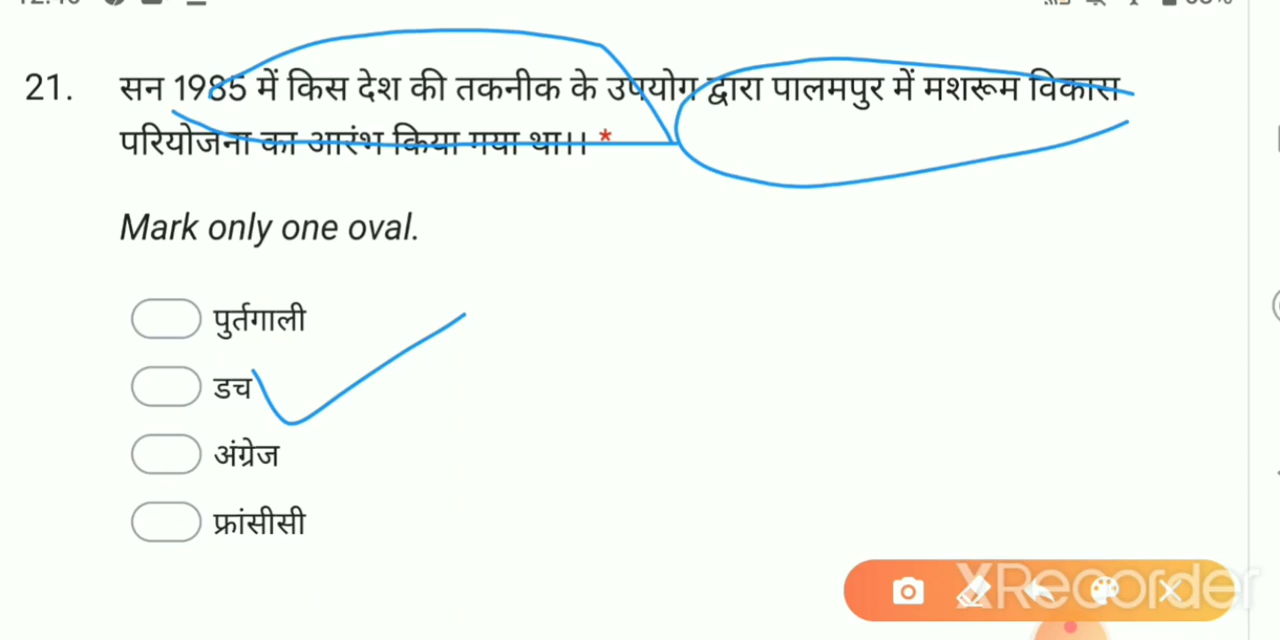 21. सन 1985 में किस देश की तकनीक के उपयोग द्वारा पालमपुर में मशरूम विकास
परियोजना का आरंभ किया गया था।। *
Mark only one oval.
पुर्तगाली
डच
अंग्रेज
फ्रांसीसी
XRecorder